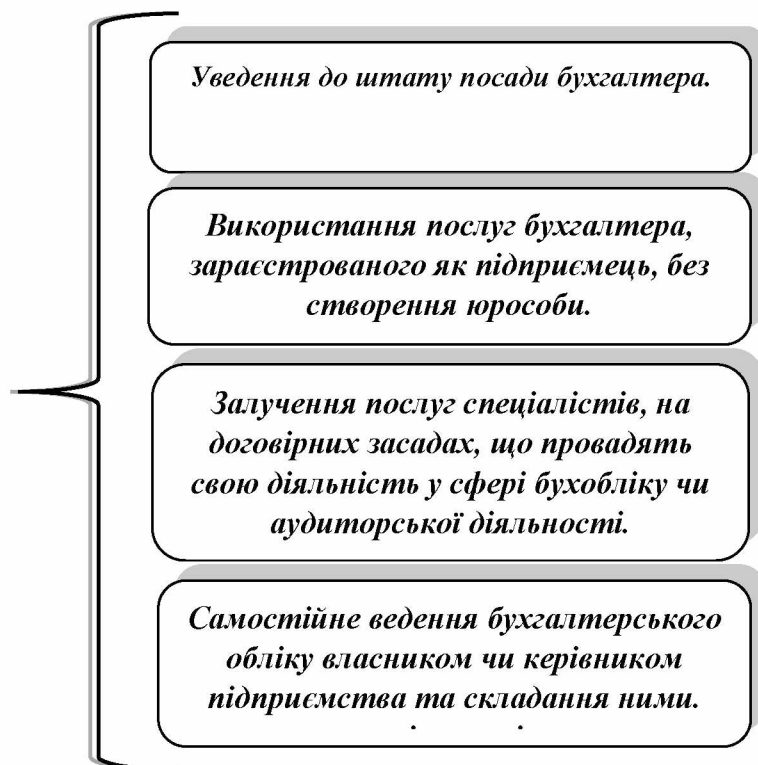 Уведення до штату посади бухгалтера.
Використання послуг бухгалтера,
зараєстрованого як підприємець, без
створення юрособи.
Залучення послуг спеціалістів, на
договірних засадах, що провадять
свою діяльність у сфері бухобліку чи
аудиторської діяльності.
Самостійне ведення бухгалтерського
обліку власником чи керівником
підприємства та складання ними.